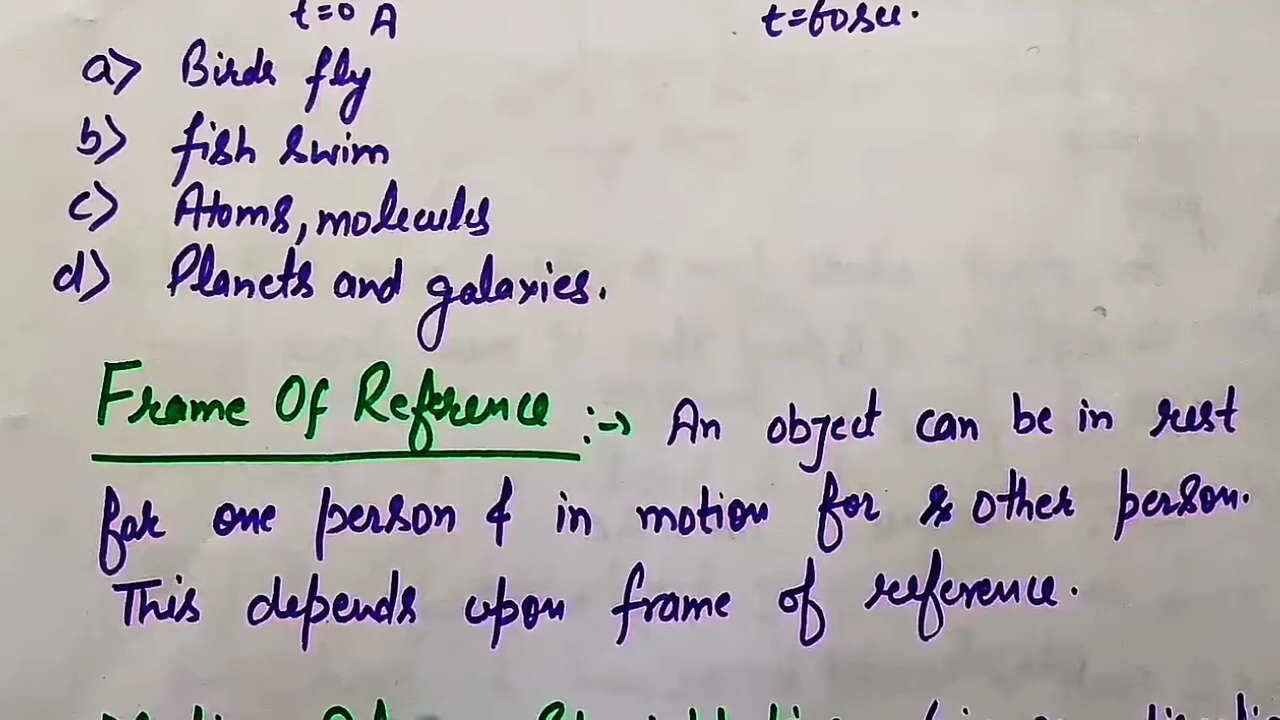 t=0 A t=60sec.
a) Birds fly
b) fish swim
c) Atoms, molecules
d) Planets and galaxies.
Frame Of Reference :→ An object can be in rest
for one person & in motion for other person.
This depends upon frame of reference.